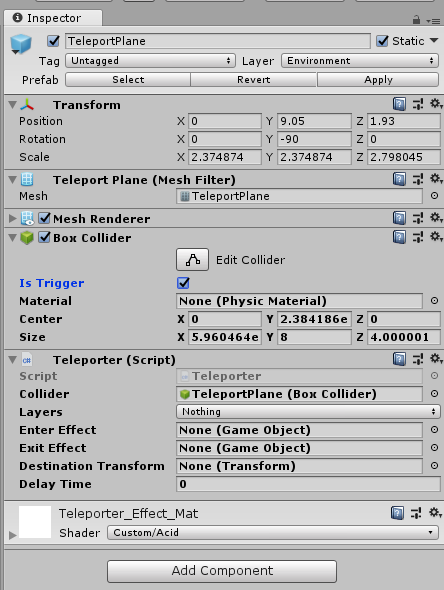 Inspector
TeleportPlane Static
Tag Untagged Layer Environment
Prefab Select Revert Apply
Transform
Position X 0 Y 9.05 Z 1.93
Rotation X 0 Y -90 Z 0
Scale X 2.374874 Y 2.374874 Z 2.798045
Teleport Plane (Mesh Filter)
Mesh TeleportPlane
Mesh Renderer
Box Collider
Edit Collider
Is Trigger
Material None (Physic Material)
Center X 0 Y 2.384186e Z 0
Size X 5.960464e Y 8 Z 4.000001
Teleporter (Script)
Script Teleporter
Collider TeleportPlane (Box Collider)
Layers Nothing
Enter Effect None (Game Object)
Exit Effect None (Game Object)
Destination Transform None (Transform)
Delay Time 0
Teleporter_Effect_Mat
Shader Custom/Acid
Add Component